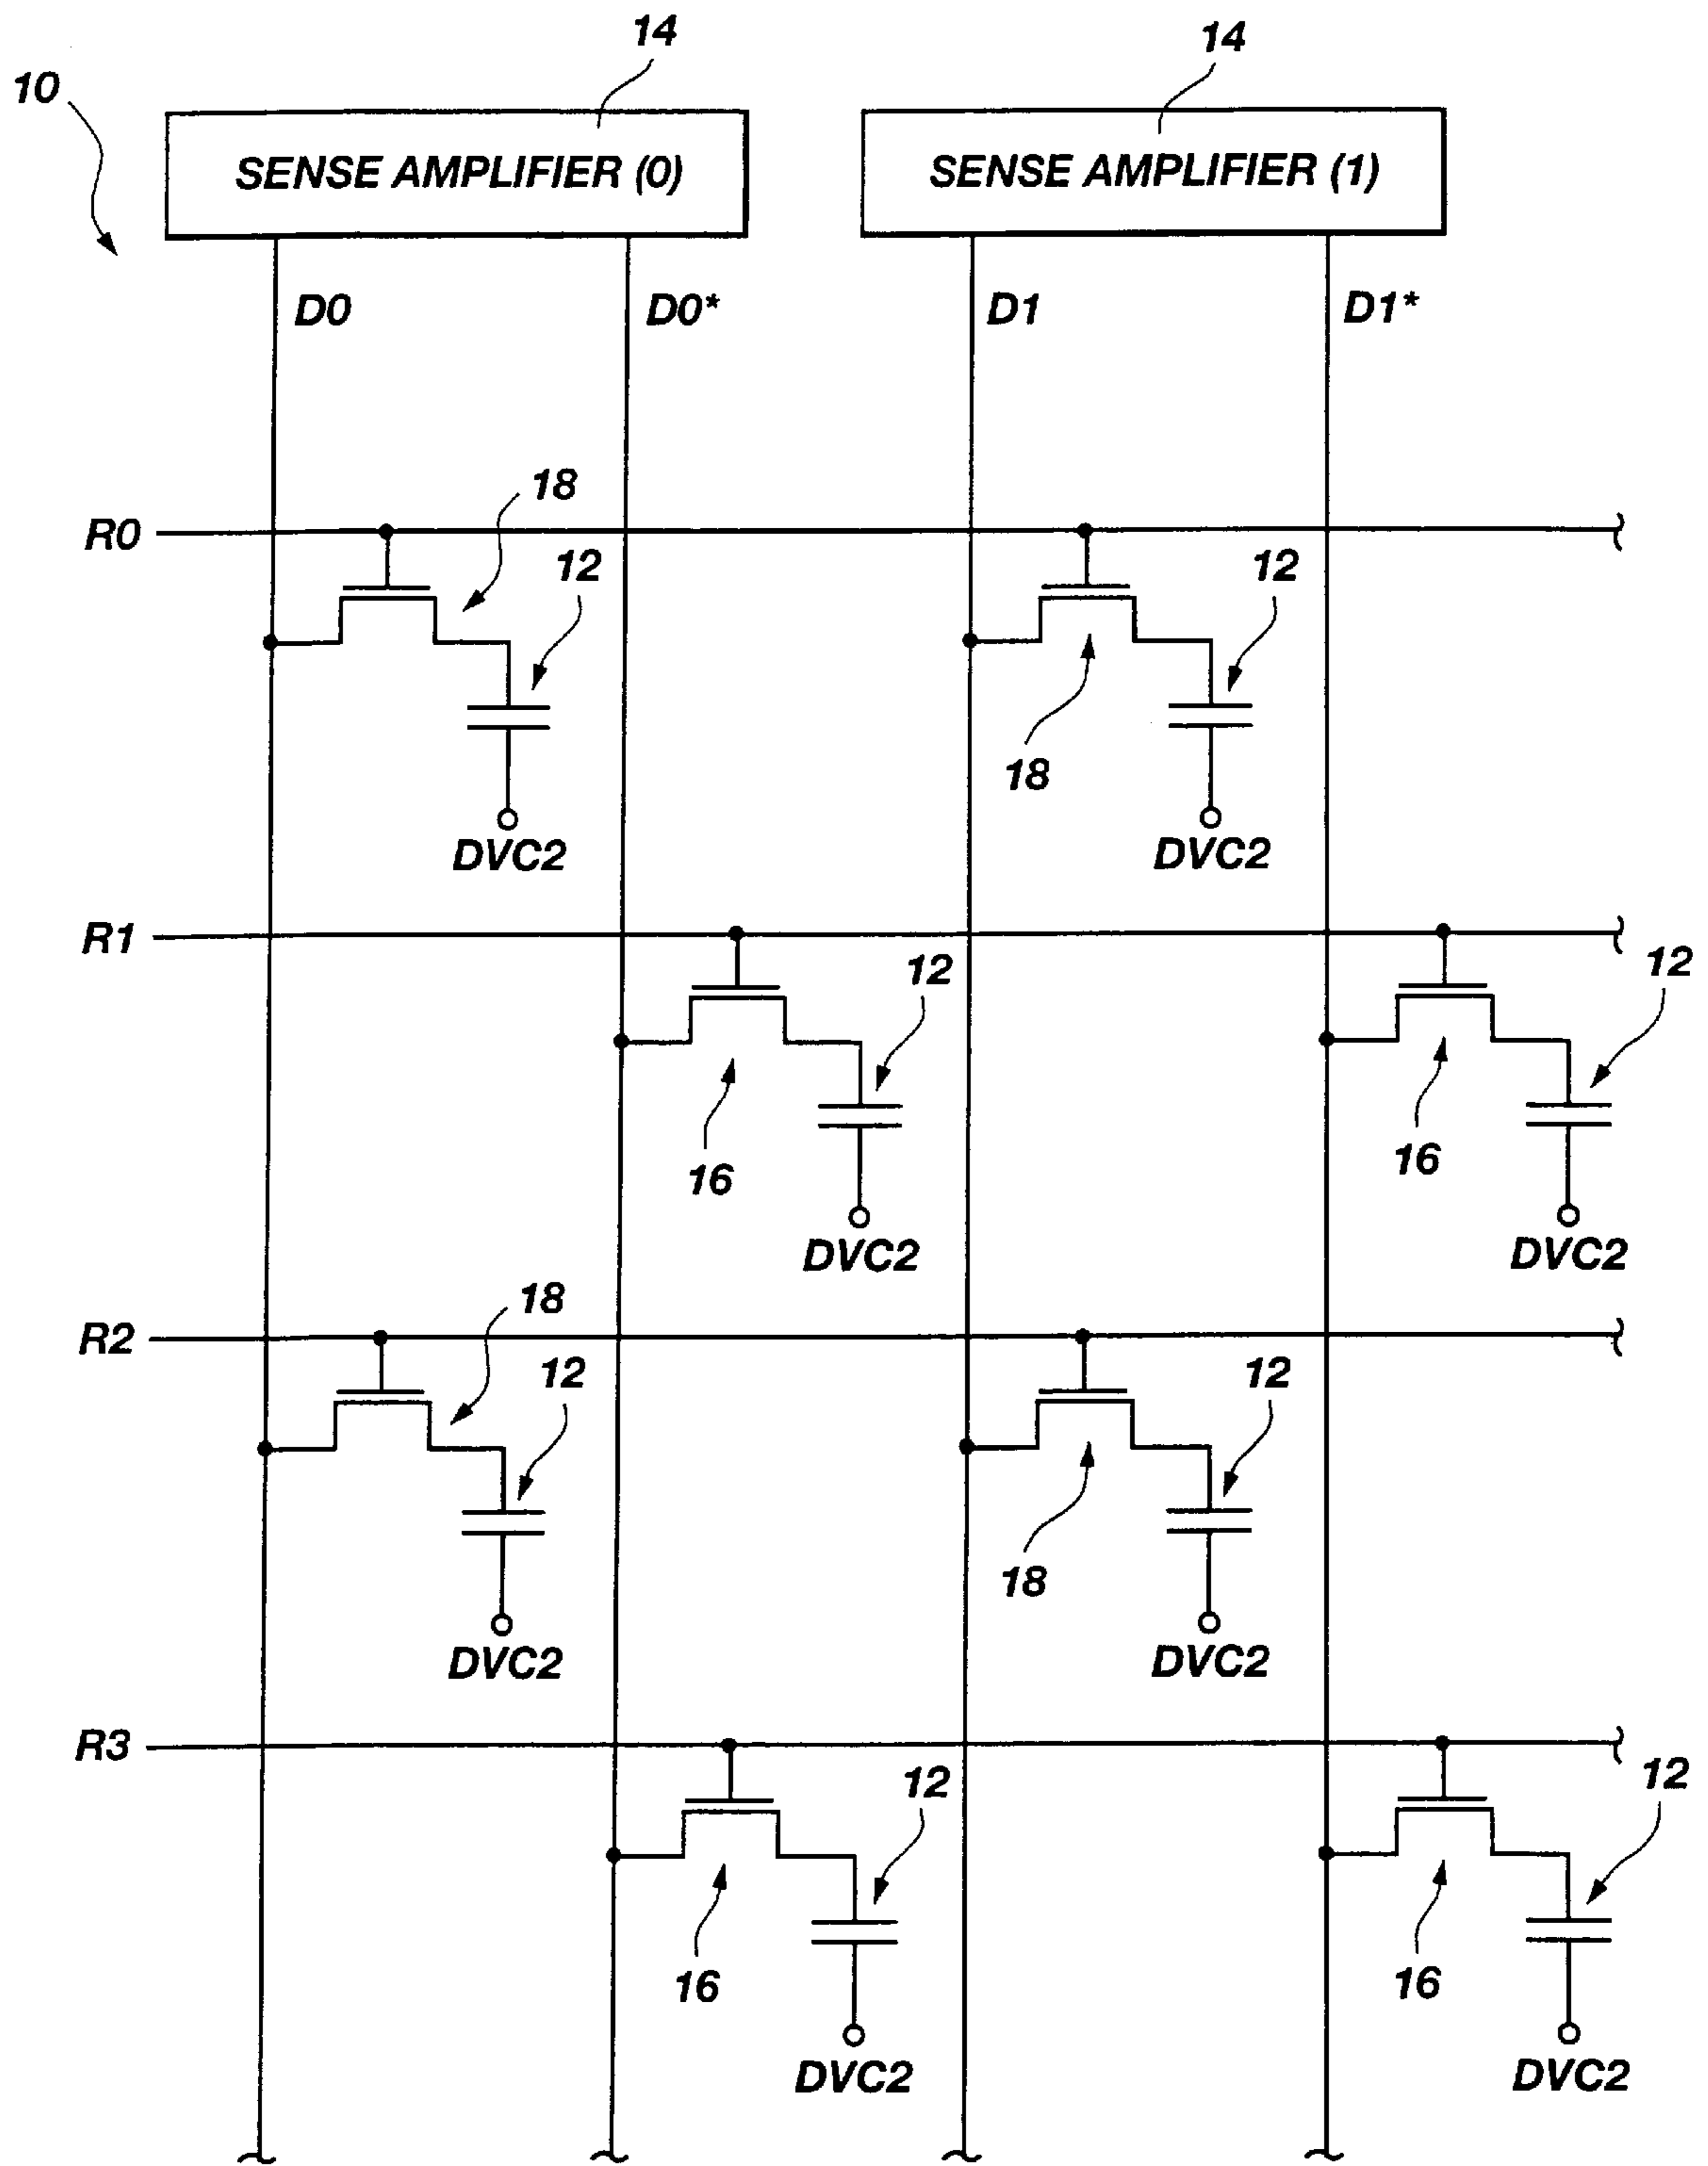 14
14
10
SENSE AMPLIFIER (0)
SENSE AMPLIFIER (1)
D0
D0*
D1
D1*
18
R0
12
12
18
DVC2
DVC2
R1
12
12
16
16
DVC2
DVC2
18
R2
12
12
18
DVC2
DVC2
R3
12
12
16
16
DVC2
DVC2